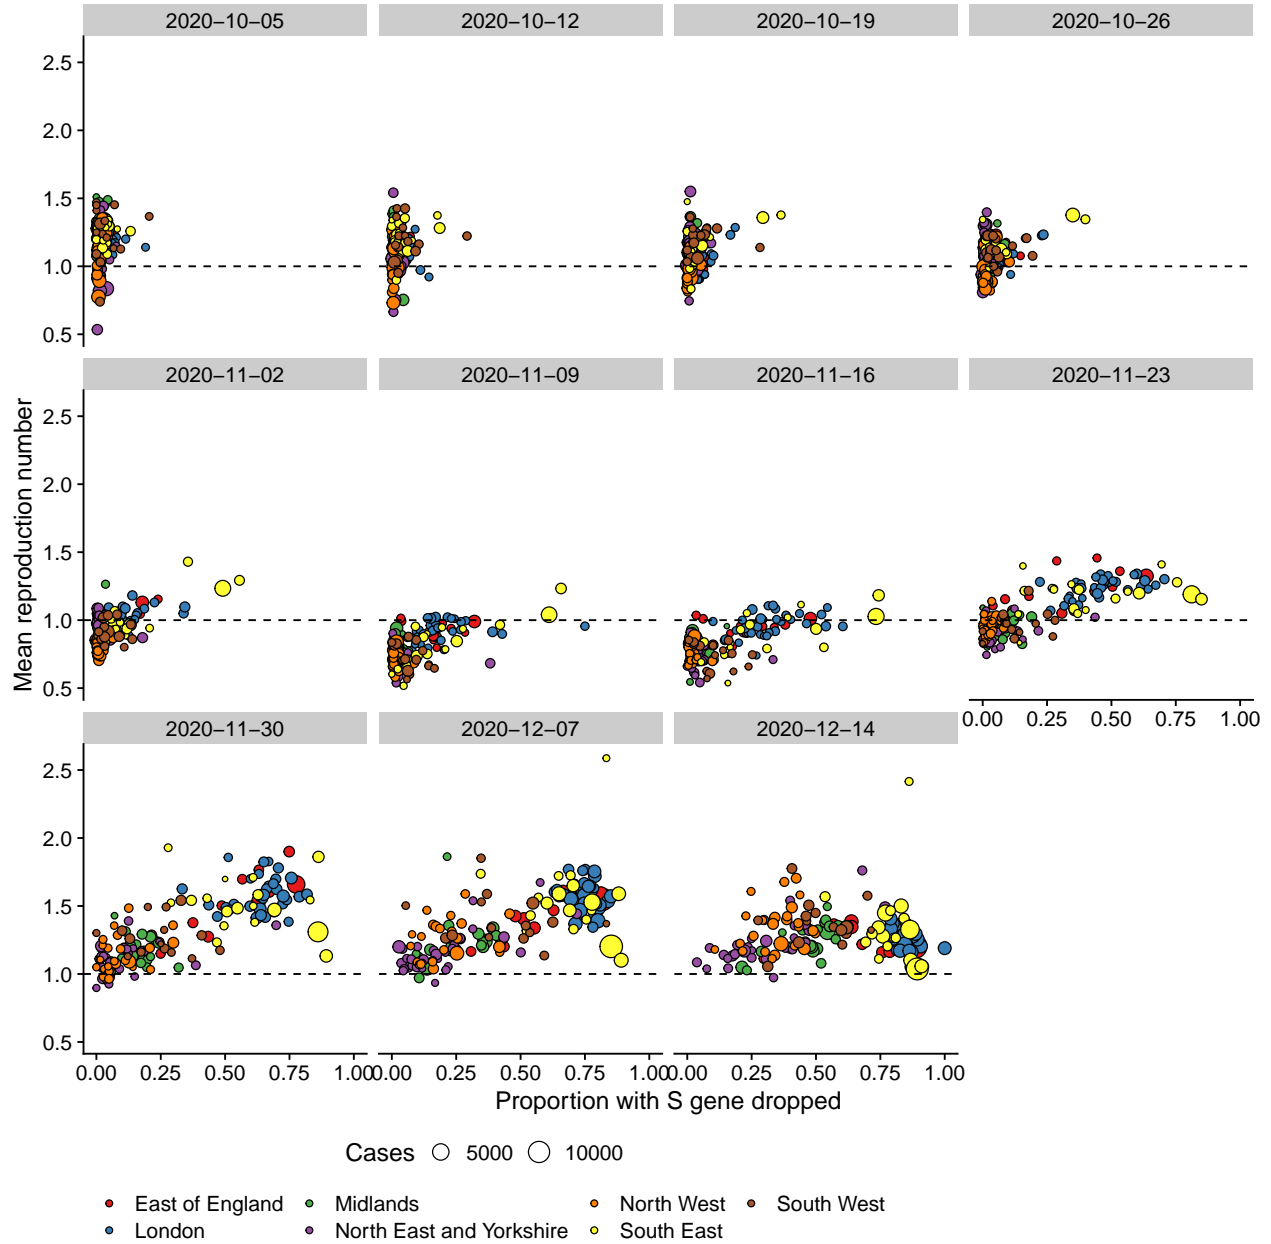 2020−10−05 2020−10−12 2020−10−19 2020−10−26
2.5
2.0
1.5
1.0
0.5
2020−11−02 2020−11−09 2020−11−16 2020−11−23
2.5
2.0
1.5
1.0
0.5
Mean reproduction number
0.00 0.25 0.50 0.75 1.00
2020−11−30 2020−12−07 2020−12−14
2.5
2.0
1.5
1.0
0.5
0.00 0.25 0.50 0.75 1.00 0.00 0.25 0.50 0.75 1.00 0.00 0.25 0.50 0.75 1.00
Proportion with S gene dropped
Cases 5000 10000
East of England Midlands North West South West
London North East and Yorkshire South East